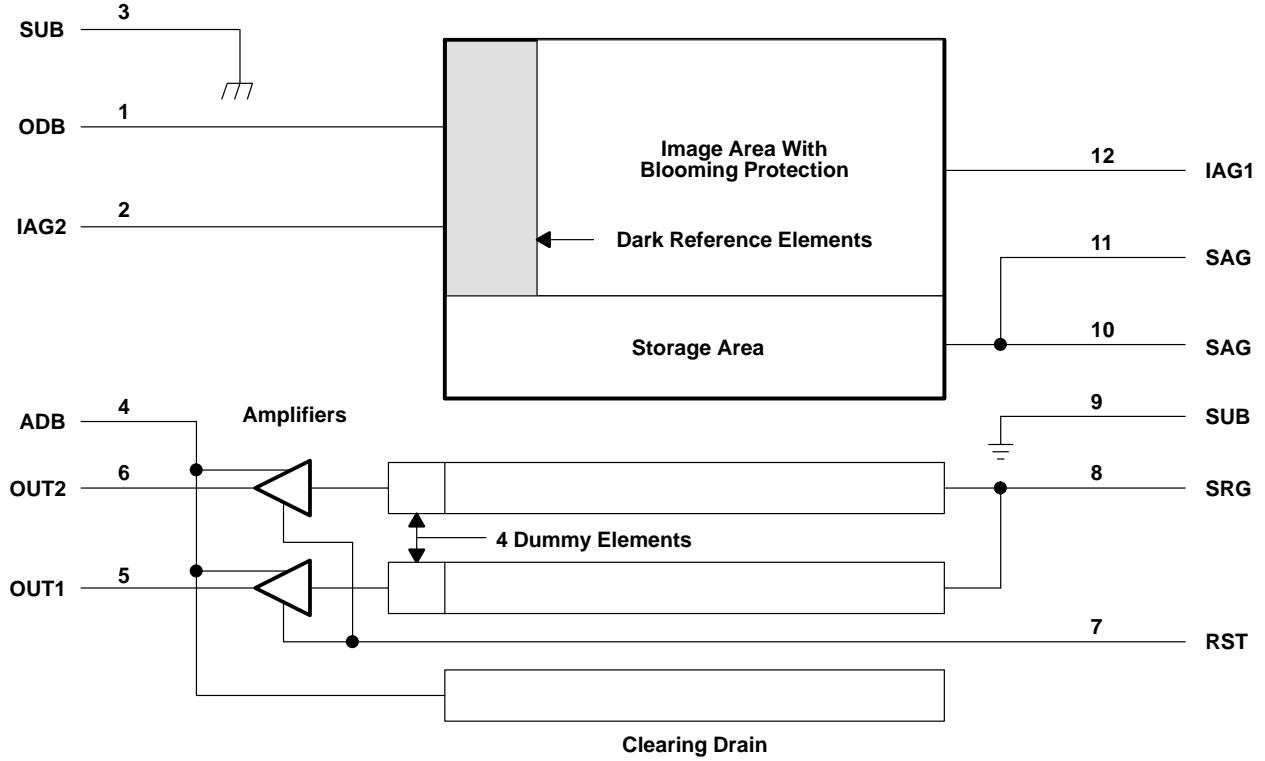 3
SUB
1
ODB
Image Area With
Blooming Protection
12
IAG1
2
IAG2
Dark Reference Elements
11
SAG
Storage Area
10
SAG
4
ADB
Amplifiers
9
SUB
6
OUT2
8
SRG
4 Dummy Elements
5
OUT1
7
RST
Clearing Drain